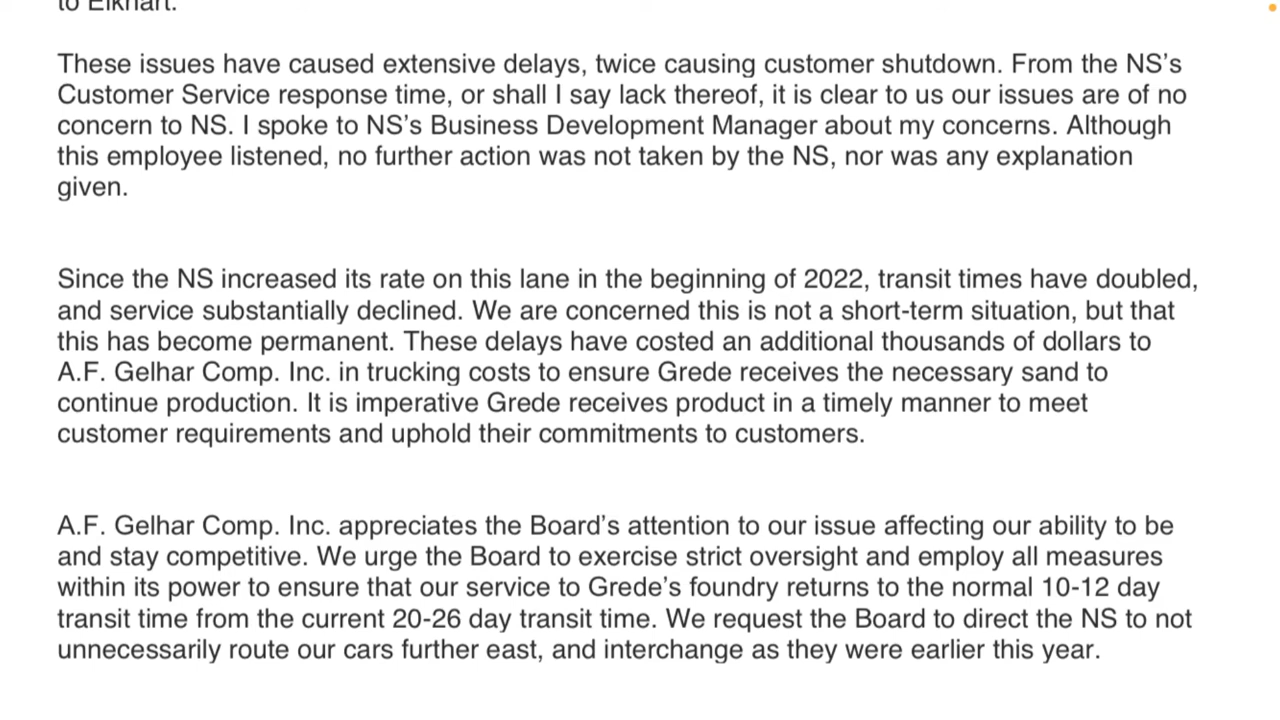 to Elkhart.
These issues have caused extensive delays, twice causing customer shutdown. From the NS’s
Customer Service response time, or shall I say lack thereof, it is clear to us our issues are of no
concern to NS. I spoke to NS’s Business Development Manager about my concerns. Although
this employee listened, no further action was not taken by the NS, nor was any explanation
given.
Since the NS increased its rate on this lane in the beginning of 2022, transit times have doubled,
and service substantially declined. We are concerned this is not a short-term situation, but that
this has become permanent. These delays have costed an additional thousands of dollars to
A.F. Gelhar Comp. Inc. in trucking costs to ensure Grede receives the necessary sand to
continue production. It is imperative Grede receives product in a timely manner to meet
customer requirements and uphold their commitments to customers.
A.F. Gelhar Comp. Inc. appreciates the Board’s attention to our issue affecting our ability to be
and stay competitive. We urge the Board to exercise strict oversight and employ all measures
within its power to ensure that our service to Grede’s foundry returns to the normal 10-12 day
transit time from the current 20-26 day transit time. We request the Board to direct the NS to not
unnecessarily route our cars further east, and interchange as they were earlier this year.